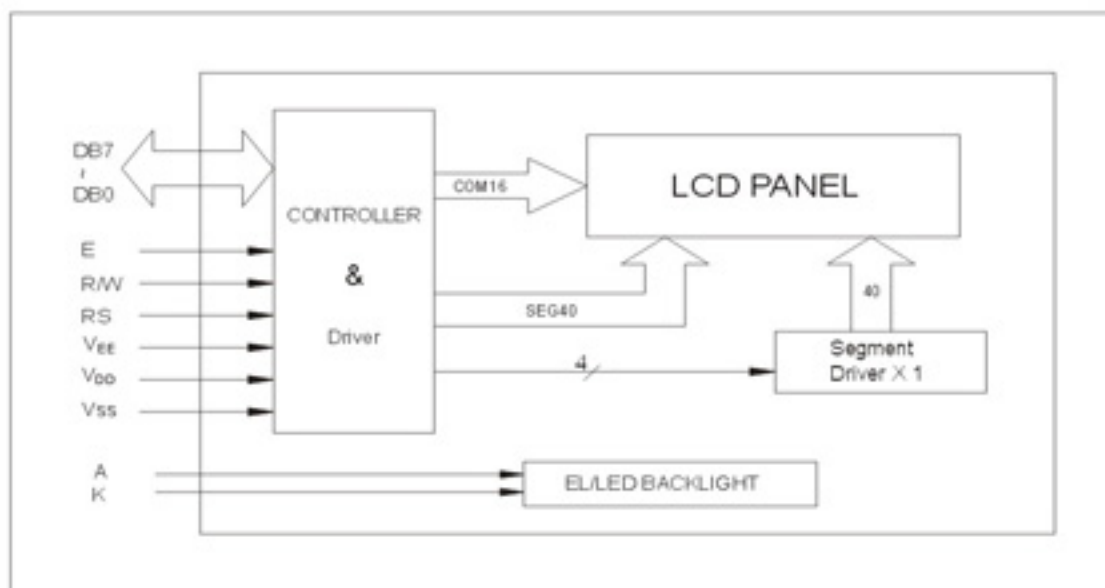 DB7
~
DB0
E
R/W
RS
VEE
VDD
VSS
A
K
CONTROLLER
&
Driver
COM16
SEG40
4
LCD PANEL
40
Segment
Driver X 1
EL/LED BACKLIGHT